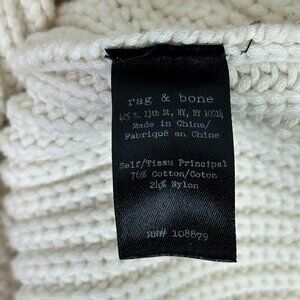 rag & bone
425 W. 13th St, NY, NY 10014
Made in China/
Fabriqué en Chine
Self/Tissu Principal
76% Cotton/Coton
24% Nylon
RN# 108879